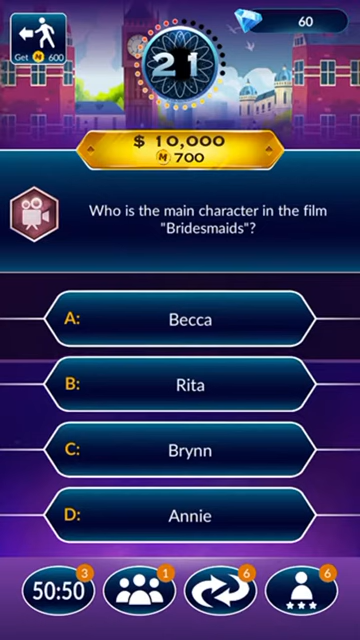 60
Get M 600
21
$ 10,000
M 700
Who is the main character in the film
"Bridesmaids"?
A: Becca
B: Rita
C: Brynn
D: Annie
50:50 3
1
6
6